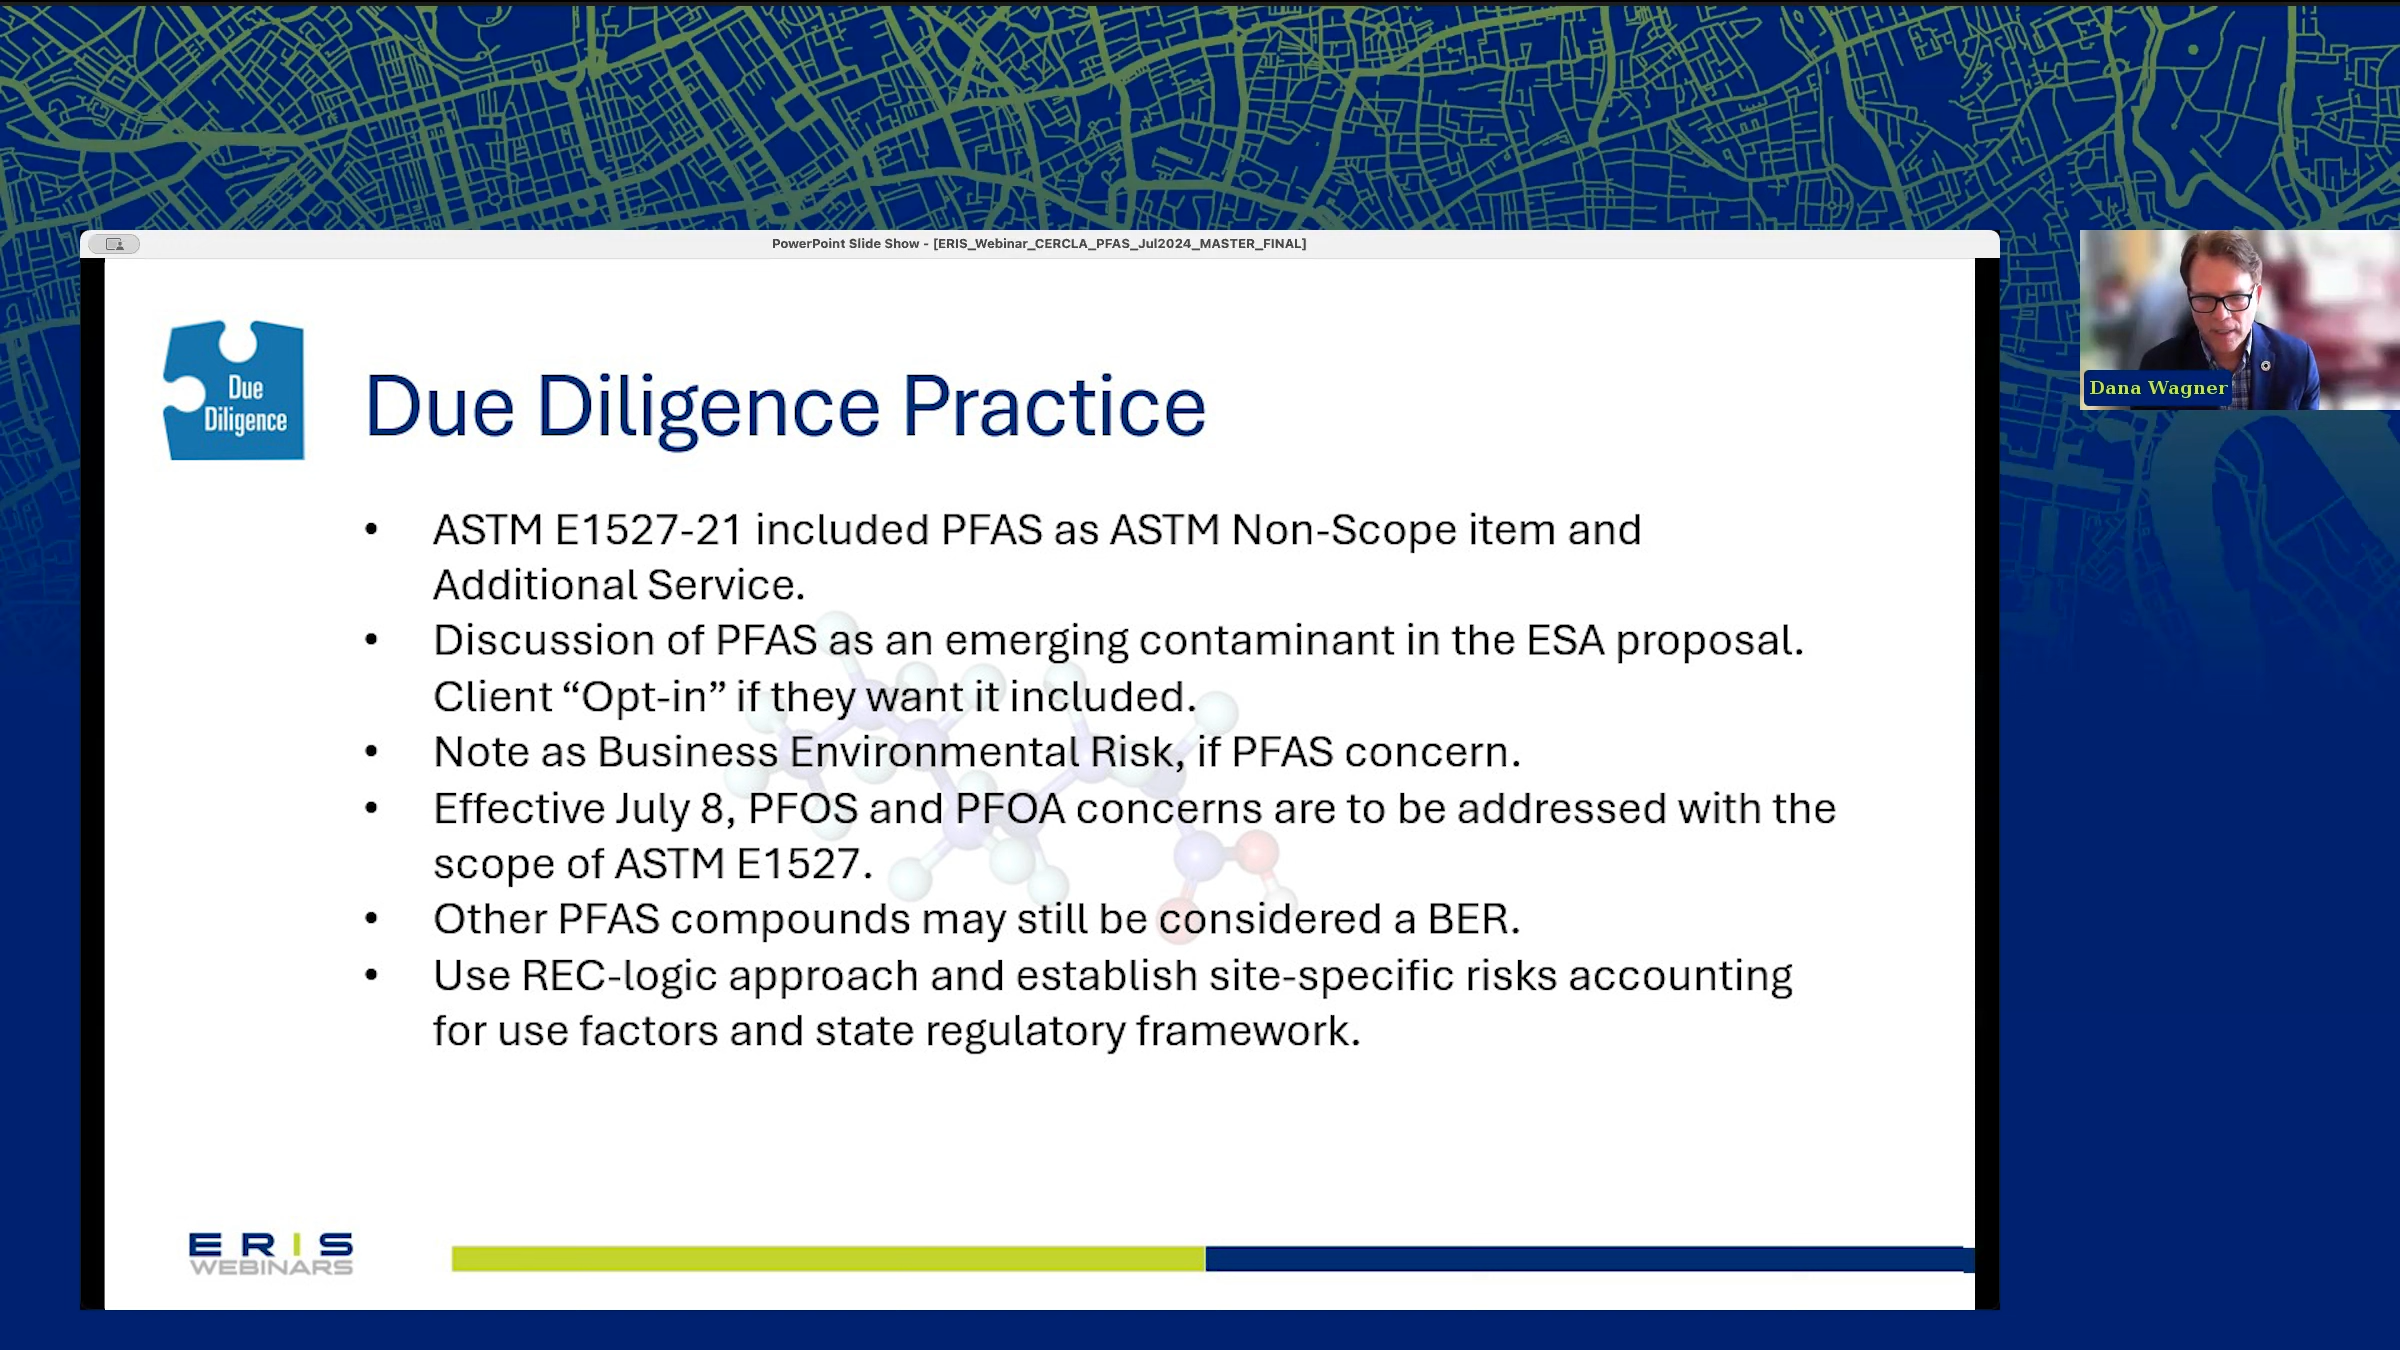 PowerPoint Slide Show - [ERIS_Webinar_CERCLA_PFAS_Jul2024_MASTER_FINAL]
Due
Diligence
Due Diligence Practice
• ASTM E1527-21 included PFAS as ASTM Non-Scope item and
Additional Service.
• Discussion of PFAS as an emerging contaminant in the ESA proposal.
Client “Opt-in” if they want it included.
• Note as Business Environmental Risk, if PFAS concern.
• Effective July 8, PFOS and PFOA concerns are to be addressed with the
scope of ASTM E1527.
• Other PFAS compounds may still be considered a BER.
• Use REC-logic approach and establish site-specific risks accounting
for use factors and state regulatory framework.
ERIS
WEBINARS
Dana Wagner